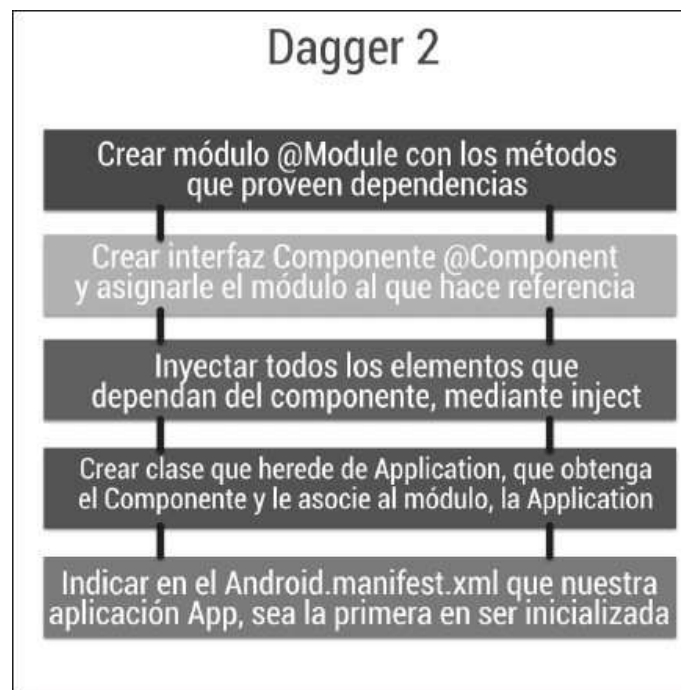 Dagger 2
Crear módulo @Module con los métodos
que proveen dependencias
Crear interfaz Componente @Component
y asignarle el módulo al que hace referencia
Inyectar todos los elementos que
dependan del componente, mediante inject
Crear clase que herede de Application, que obtenga
el Componente y le asocie al módulo, la Application
Indicar en el Android.manifest.xml que nuestra
aplicación App, sea la primera en ser inicializada